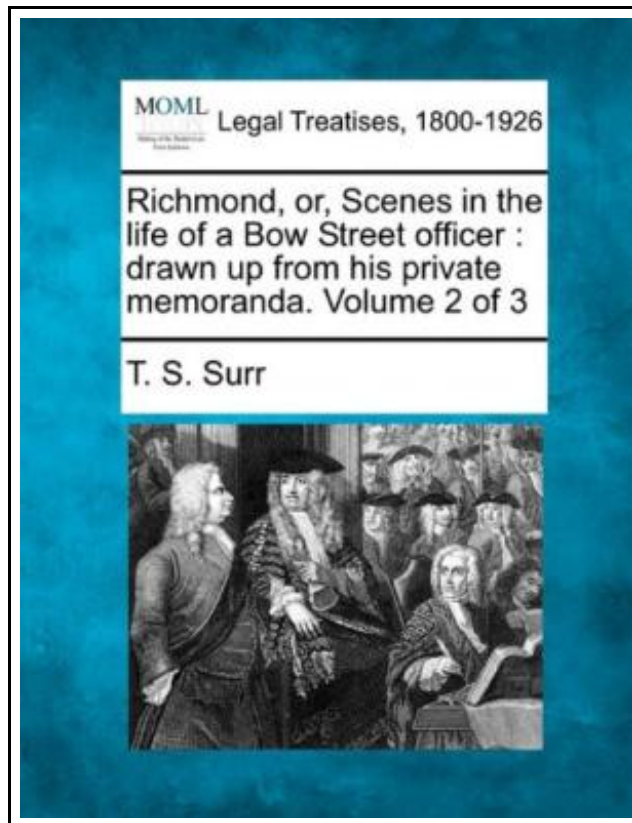 MOML
Legal Treatises, 1800-1926
Richmond, or, Scenes in the
life of a Bow Street officer :
drawn up from his private
memoranda. Volume 2 of 3
T. S. Surr